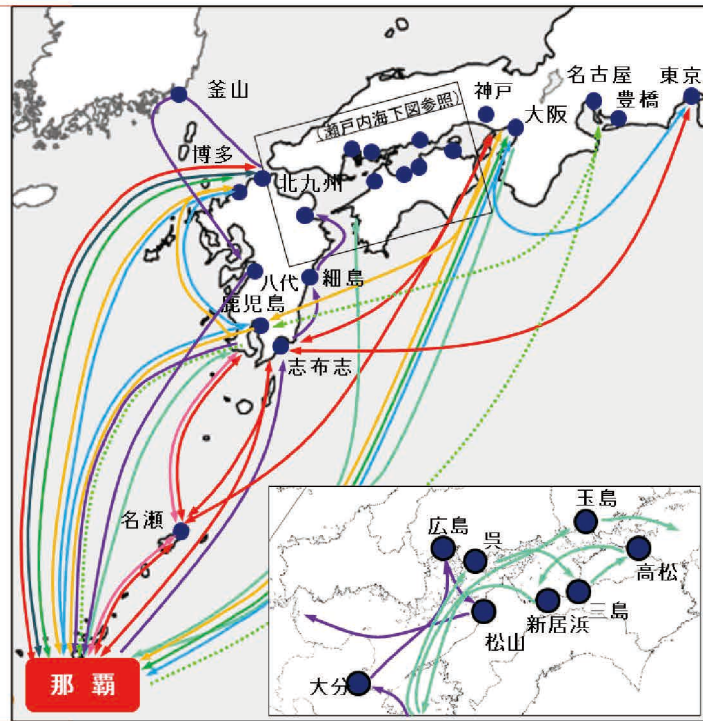 釜山
博多
北九州
(瀬戸内海下図参照)
神戸
大阪
名古屋
豊橋
東京
八代
細島
鹿児島
志布志
名瀬
那覇
広島
呉
玉島
高松
三島
新居浜
松山
大分